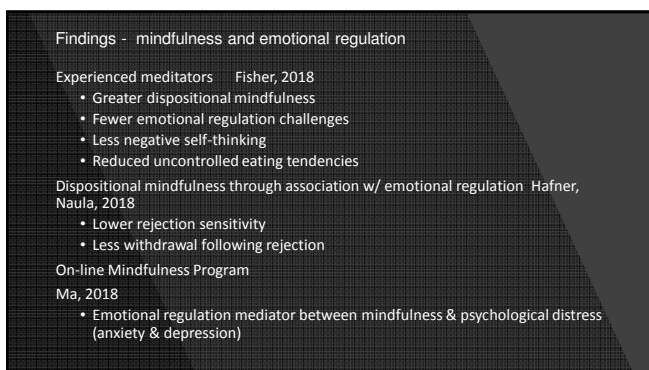 Findings - mindfulness and emotional regulation
Experienced meditators Fisher, 2018
• Greater dispositional mindfulness
• Fewer emotional regulation challenges
• Less negative self-thinking
• Reduced uncontrolled eating tendencies
Dispositional mindfulness through association w/ emotional regulation Hafner,
Naula, 2018
• Lower rejection sensitivity
• Less withdrawal following rejection
On-line Mindfulness Program
Ma, 2018
• Emotional regulation mediator between mindfulness & psychological distress
(anxiety & depression)